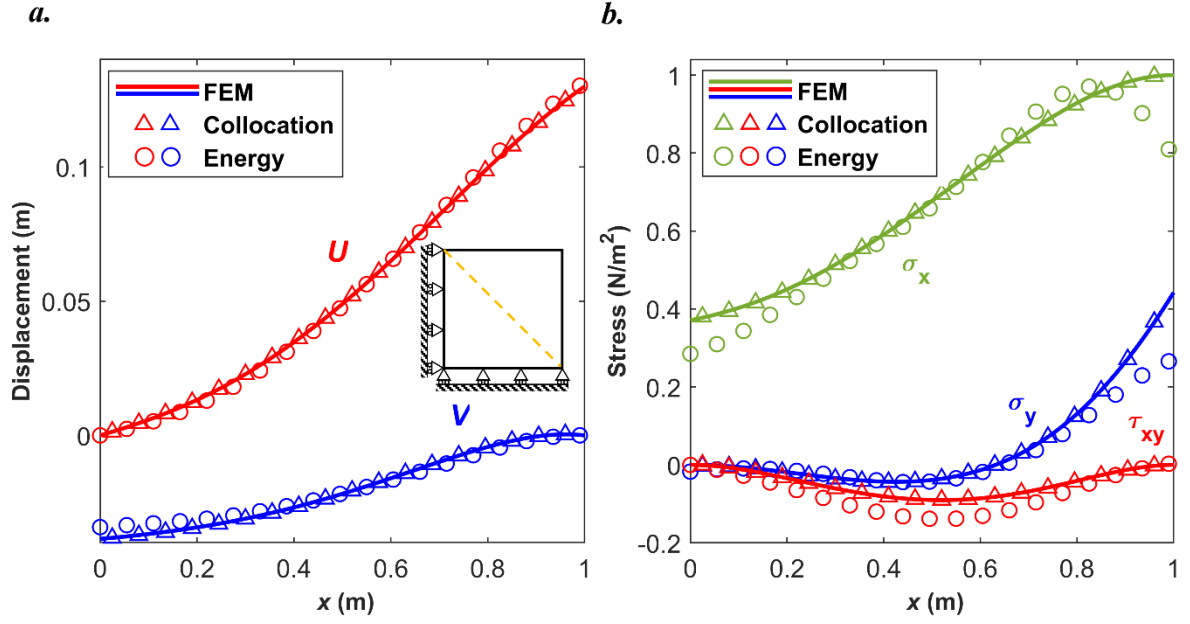 a.
FEM
Collocation
Energy
U
V
Displacement (m)
0.1
0.05
0
0
0.2
0.4
0.6
0.8
1
x (m)
b.
FEM
Collocation
Energy
σx
σy
τxy
Stress (N/m²)
1
0.8
0.6
0.4
0.2
0
-0.2
0
0.2
0.4
0.6
0.8
1
x (m)